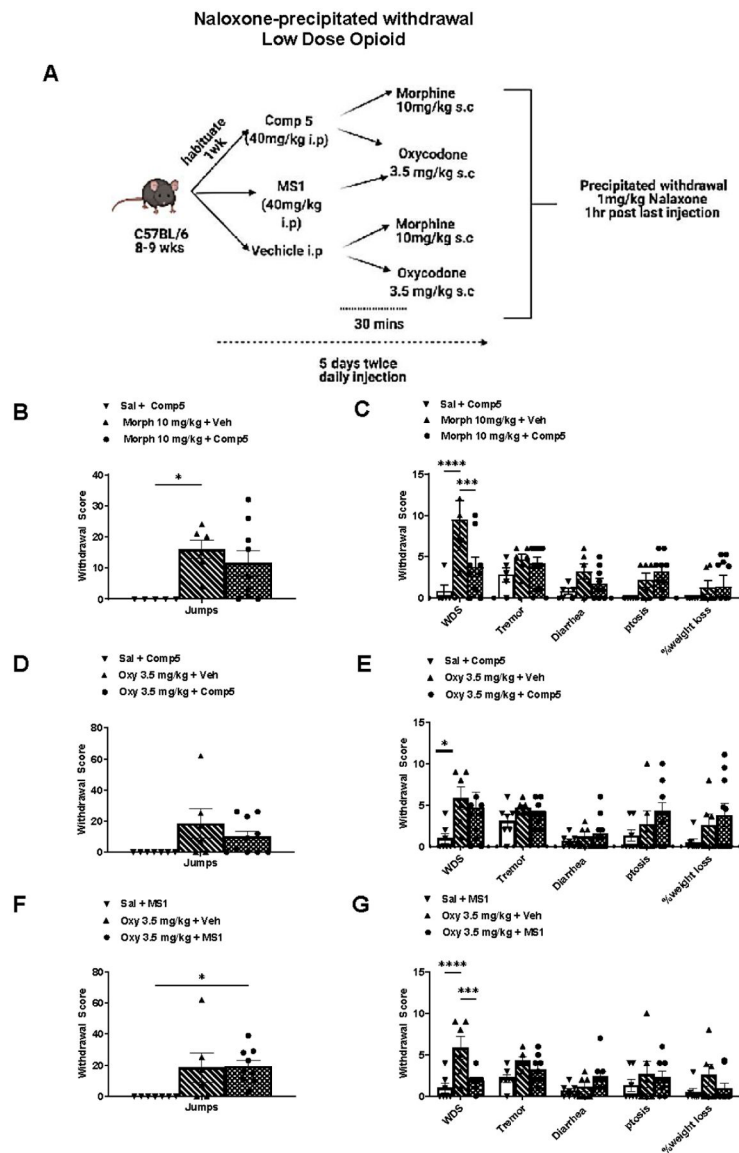 Naloxone-precipitated withdrawal
Low Dose Opioid
A
habituate
1wk
C57BL/6
8-9 wks
Comp 5
(40mg/kg i.p)
MS1
(40mg/kg
i.p)
Vechicle i.p
Morphine
10mg/kg s.c
Oxycodone
3.5 mg/kg s.c
Morphine
10mg/kg s.c
Oxycodone
3.5 mg/kg s.c
30 mins
5 days twice
daily injection
Precipitated withdrawal
1mg/kg Nalaxone
1hr post last injection
B
▼ Sal + Comp5
▲ Morph 10 mg/kg + Veh
● Morph 10 mg/kg + Comp5
Withdrawal Score
40
30
20
10
0
*
Jumps
C
▼ Sal + Comp5
▲ Morph 10mg/kg + Veh
● Morph 10 mg/kg + Comp5
Withdrawal Score
15
10
5
0
****
***
WDS
Tremor
Diarrhea
ptosis
%weight loss
D
▼ Sal + Comp5
▲ Oxy 3.5 mg/kg + Veh
● Oxy 3.5 mg/kg + Comp5
Withdrawal Score
80
60
40
20
0
Jumps
E
▼ Sal + Comp5
▲ Oxy 3.5 mg/kg + Veh
● Oxy 3.5 mg/kg + Comp5
Withdrawal Score
15
10
5
0
*
WDS
Tremor
Diarrhea
ptosis
%weight loss
F
▼ Sal + MS1
▲ Oxy 3.5 mg/kg + Veh
● Oxy 3.5 mg/kg + MS1
Withdrawal Score
80
60
40
20
0
*
Jumps
G
▼ Sal + MS1
▲ Oxy 3.5 mg/kg + Veh
● Oxy 3.5 mg/kg + MS1
Withdrawal Score
15
10
5
0
****
***
WDS
Tremor
Diarrhea
ptosis
%weight loss